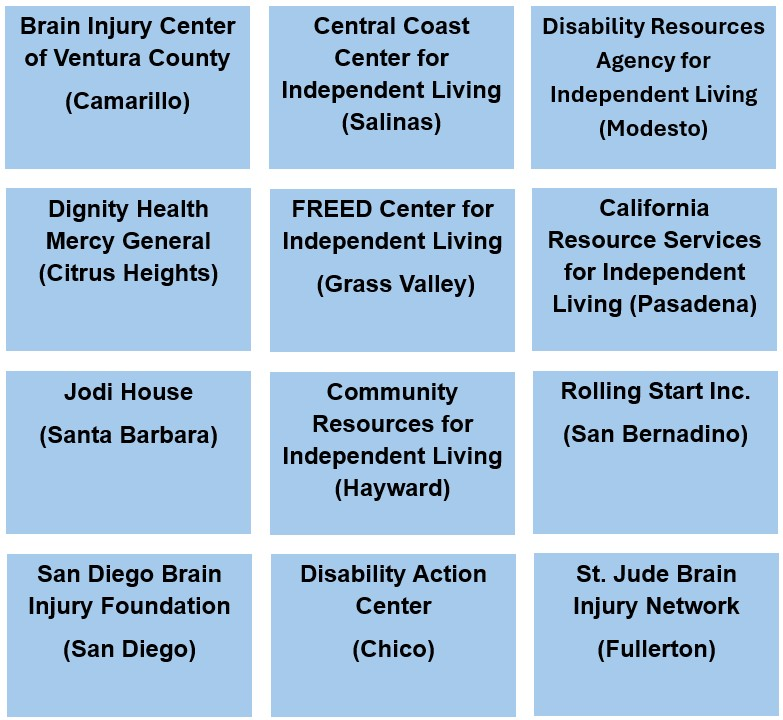 Brain Injury Center
of Ventura County
(Camarillo)
Central Coast
Center for
Independent Living
(Salinas)
Disability Resources
Agency for
Independent Living
(Modesto)
Dignity Health
Mercy General
(Citrus Heights)
FREED Center for
Independent Living
(Grass Valley)
California
Resource Services
for Independent
Living (Pasadena)
Jodi House
(Santa Barbara)
Community
Resources for
Independent Living
(Hayward)
Rolling Start Inc.
(San Bernadino)
San Diego Brain
Injury Foundation
(San Diego)
Disability Action
Center
(Chico)
St. Jude Brain
Injury Network
(Fullerton)